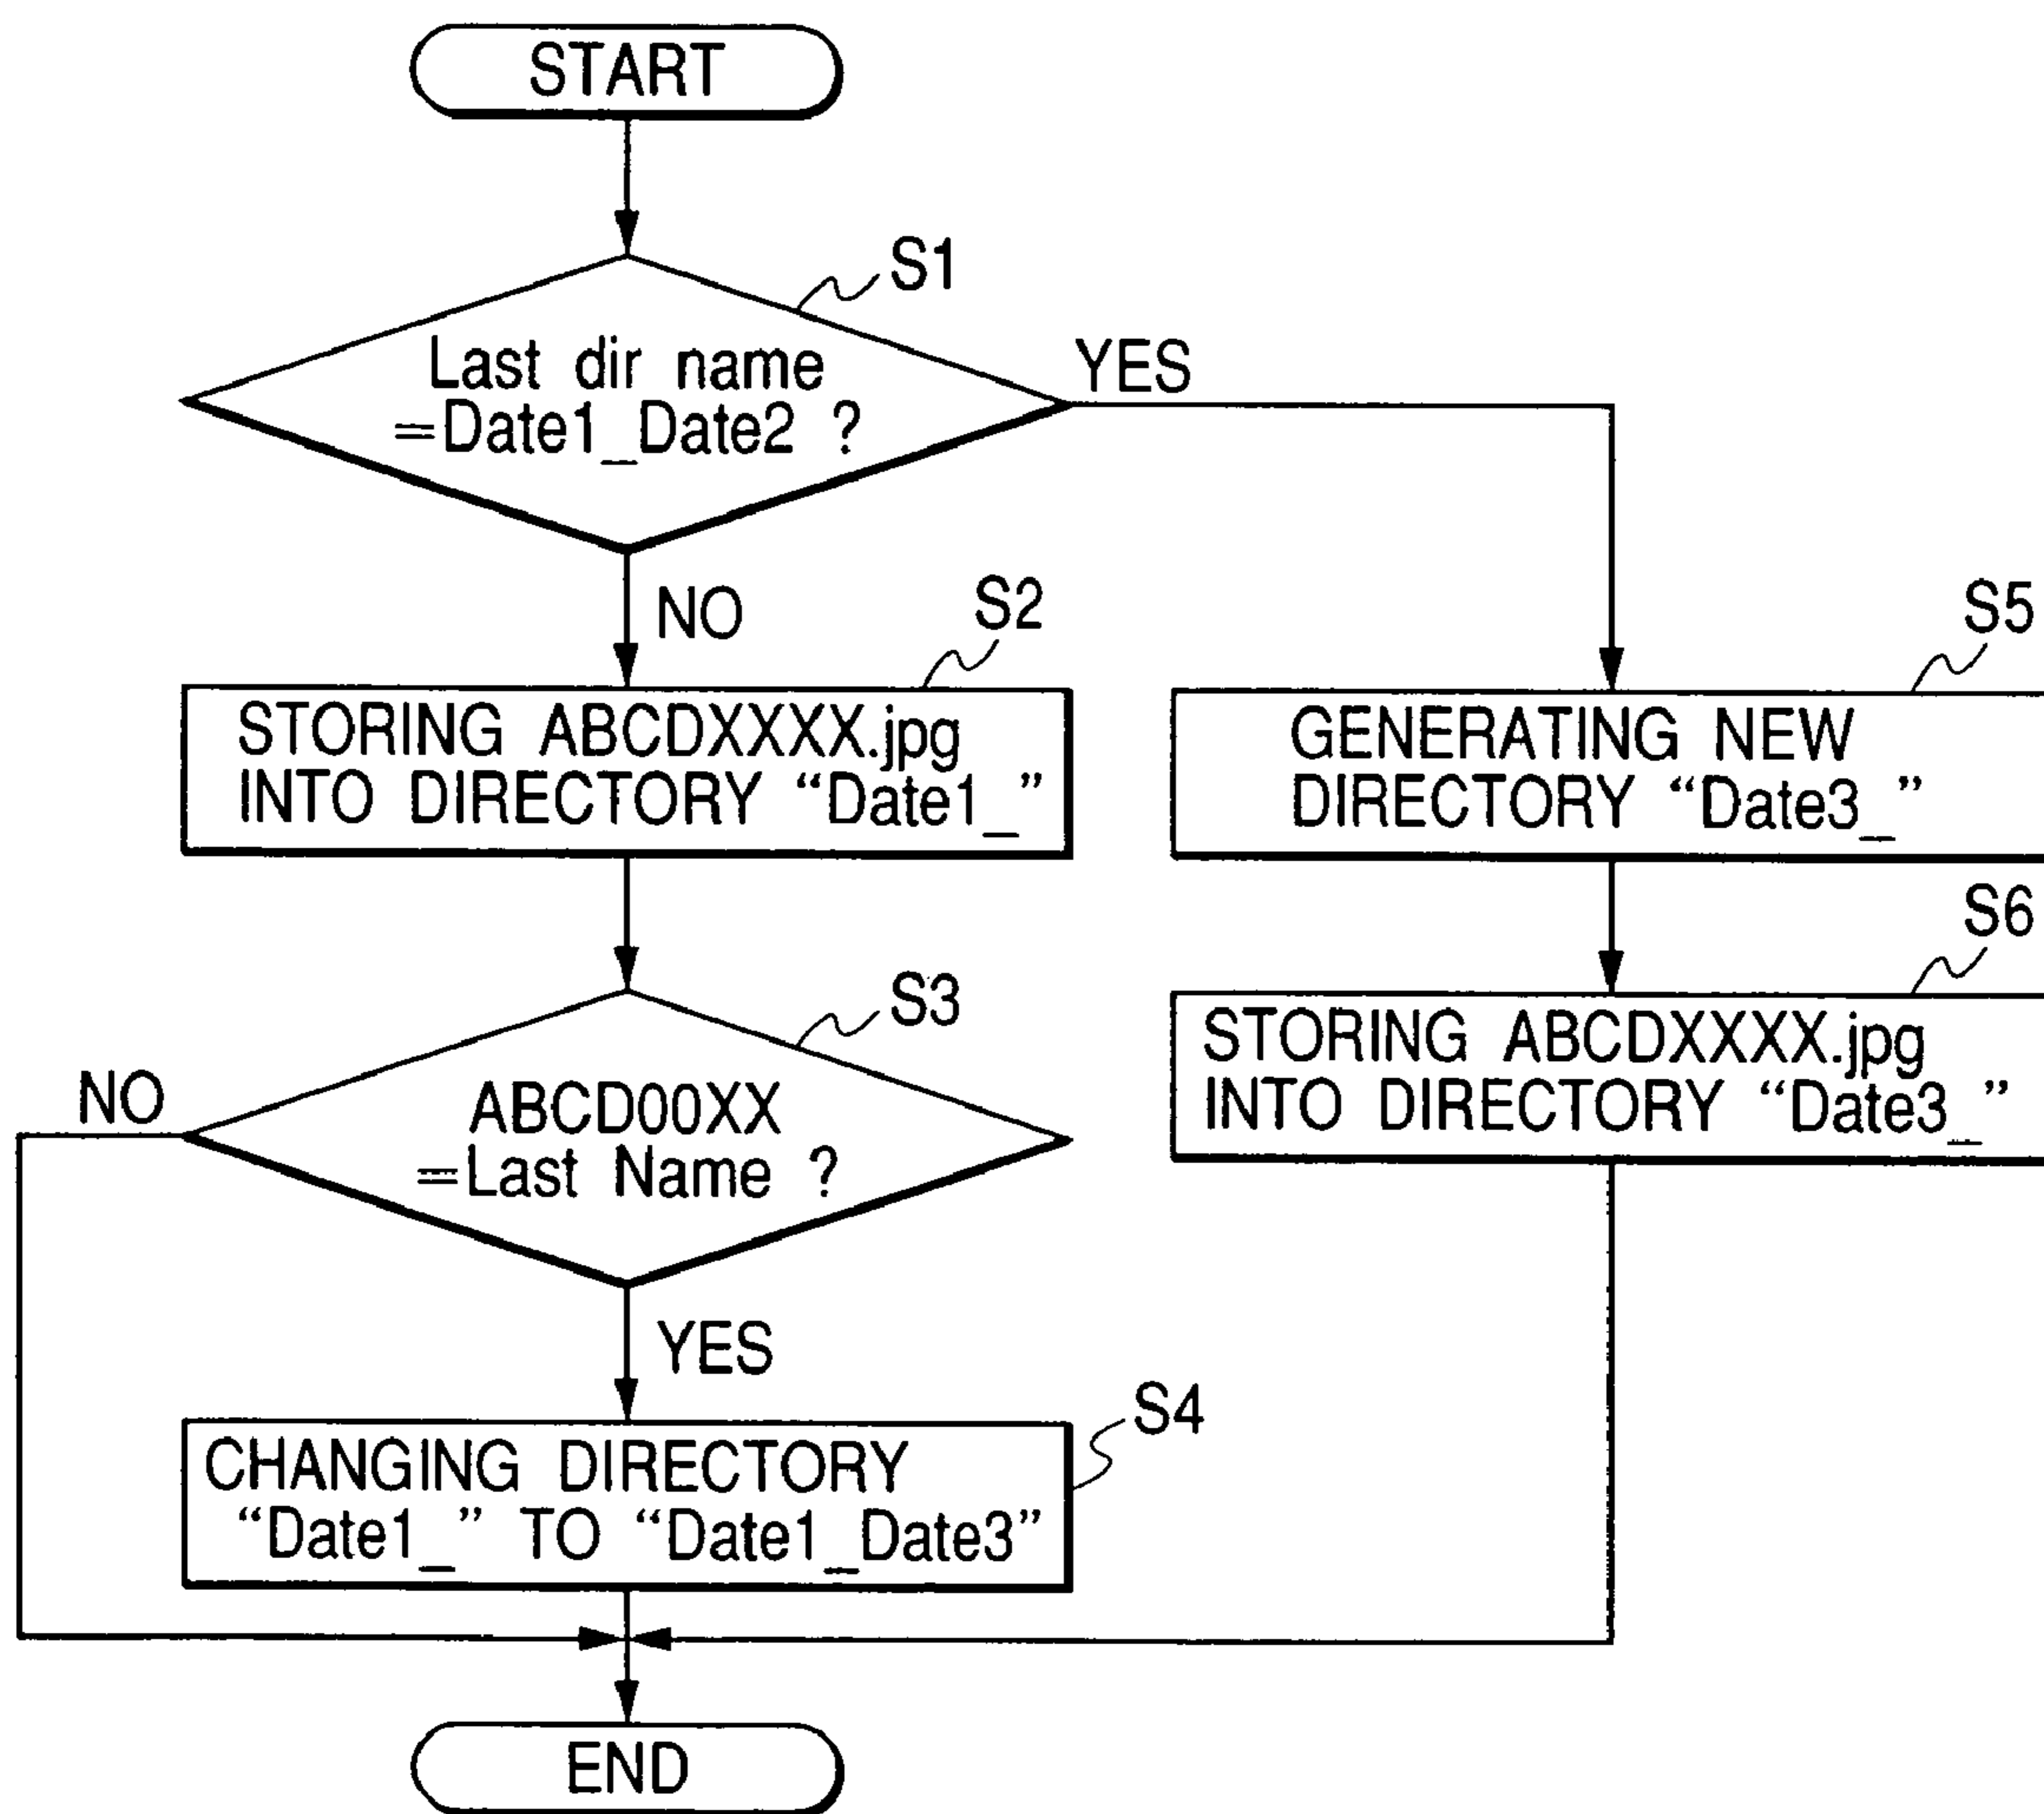 START
S1
Last dir name
=Date1_Date2 ?
YES
NO
S2
STORING ABCDXXXX.jpg
INTO DIRECTORY “Date1_”
S5
GENERATING NEW
DIRECTORY “Date3_”
S6
STORING ABCDXXXX.jpg
INTO DIRECTORY “Date3_”
S3
ABCD00XX
=Last Name ?
NO
YES
S4
CHANGING DIRECTORY
“Date1_” TO “Date1_Date3”
END